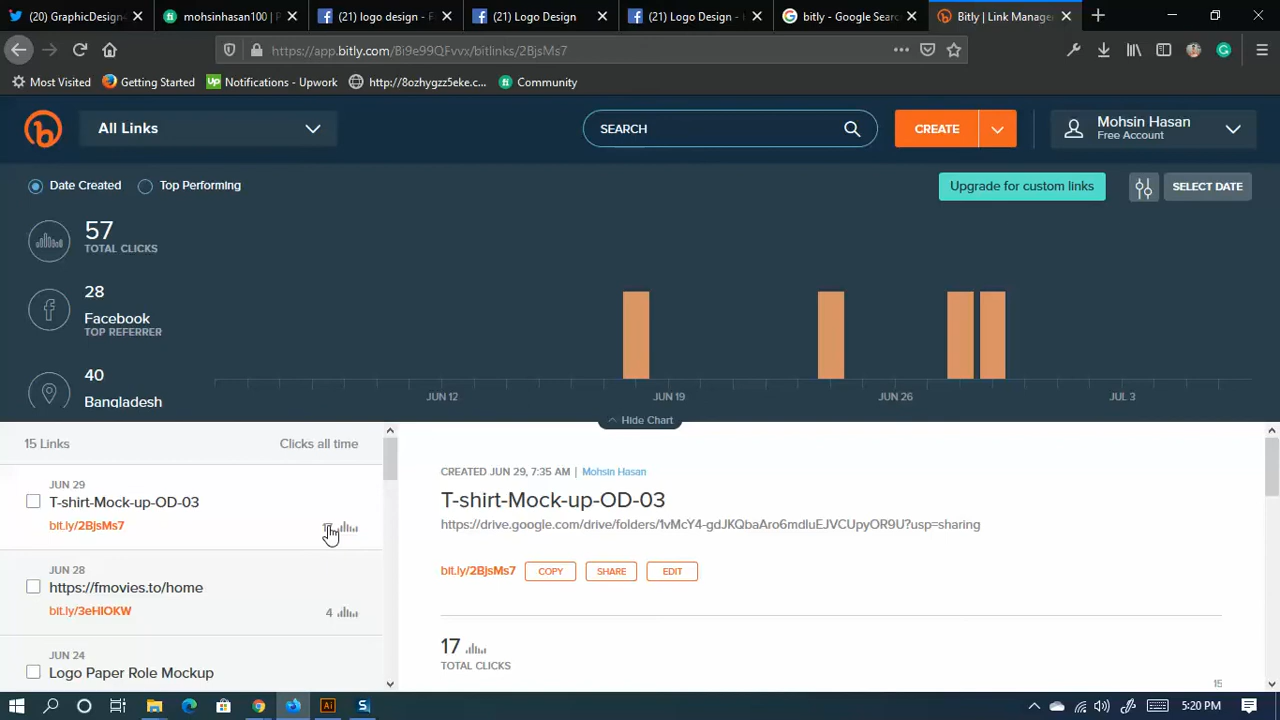 (20) GraphicDesign
mohsinhasan100 | P
(21) logo design - R
(21) Logo Design
(21) Logo Design -
bitly - Google Searc
Bitly | Link Manage
https://app.bitly.com/Bi9e99QFvvx/bitlinks/2BjsMs7
Most Visited
Getting Started
Notifications - Upwork
http://8ozhygzz5eke.c...
Community
All Links
SEARCH
CREATE
Mohsin Hasan
Free Account
Date Created
Top Performing
Upgrade for custom links
SELECT DATE
57
TOTAL CLICKS
28
Facebook
TOP REFERRER
40
Bangladesh
JUN 12
JUN 19
JUN 26
JUL 3
Hide Chart
15 Links
Clicks all time
JUN 29
T-shirt-Mock-up-OD-03
bit.ly/2BjsMs7
JUN 28
https://fmovies.to/home
bit.ly/3eHIOKW
4
JUN 24
Logo Paper Role Mockup
CREATED JUN 29, 7:35 AM | Mohsin Hasan
T-shirt-Mock-up-OD-03
https://drive.google.com/drive/folders/1vMcY4-gdJKQbaAro6mdluEJVCUpyOR9U?usp=sharing
bit.ly/2BjsMs7
COPY
SHARE
EDIT
17
TOTAL CLICKS
15
5:20 PM